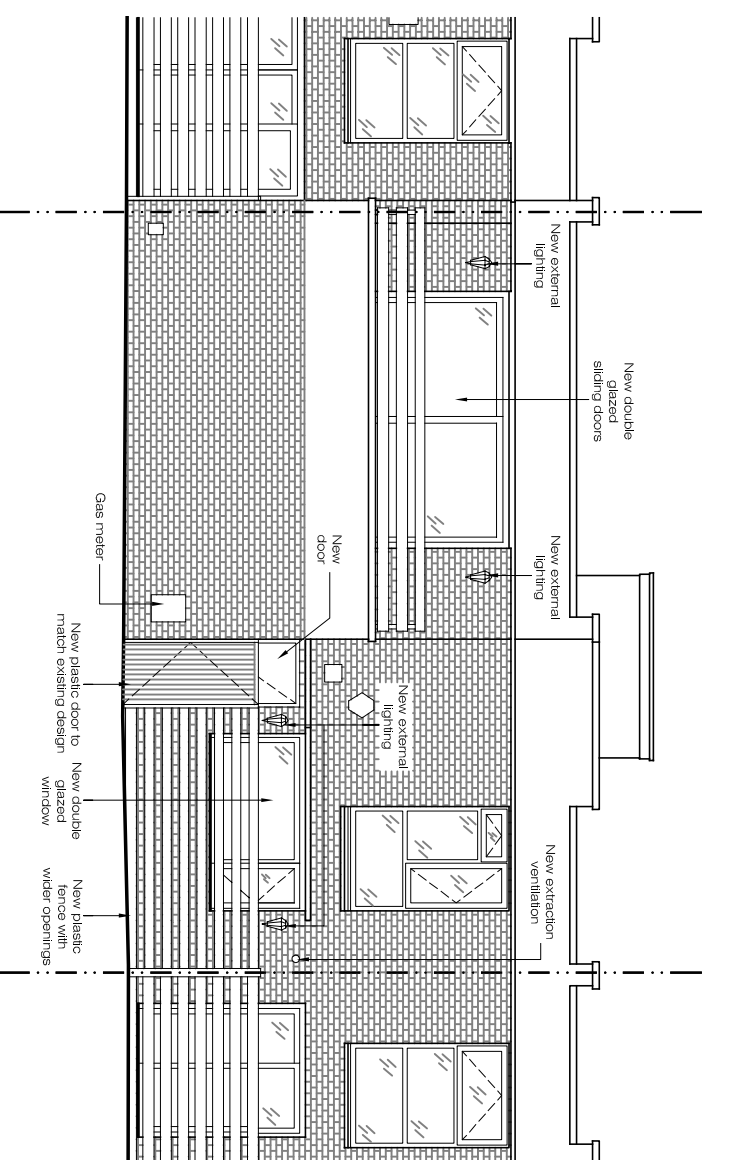 New external
lighting
New double
glazed
sliding doors
New external
lighting
New
door
Gas meter
New plastic door to
match existing design
New external
lighting
New double
glazed
window
New extraction
ventilation
New plastic
fence with
wider openings